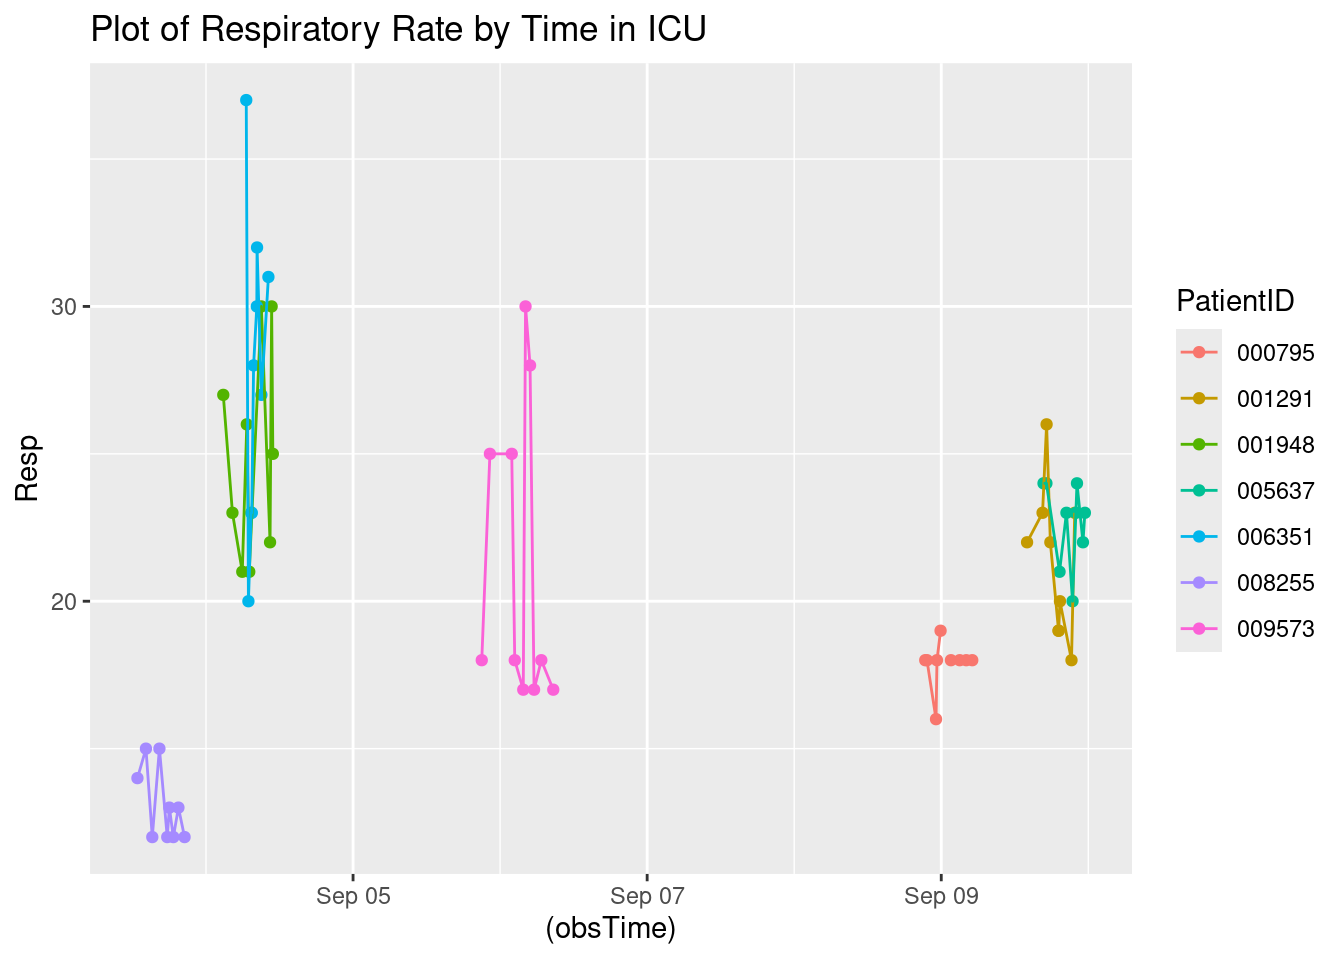 Plot of Respiratory Rate by Time in ICU
Resp
30
20
Sep 05
Sep 07
Sep 09
(obsTime)
PatientID
000795
001291
001948
005637
006351
008255
009573